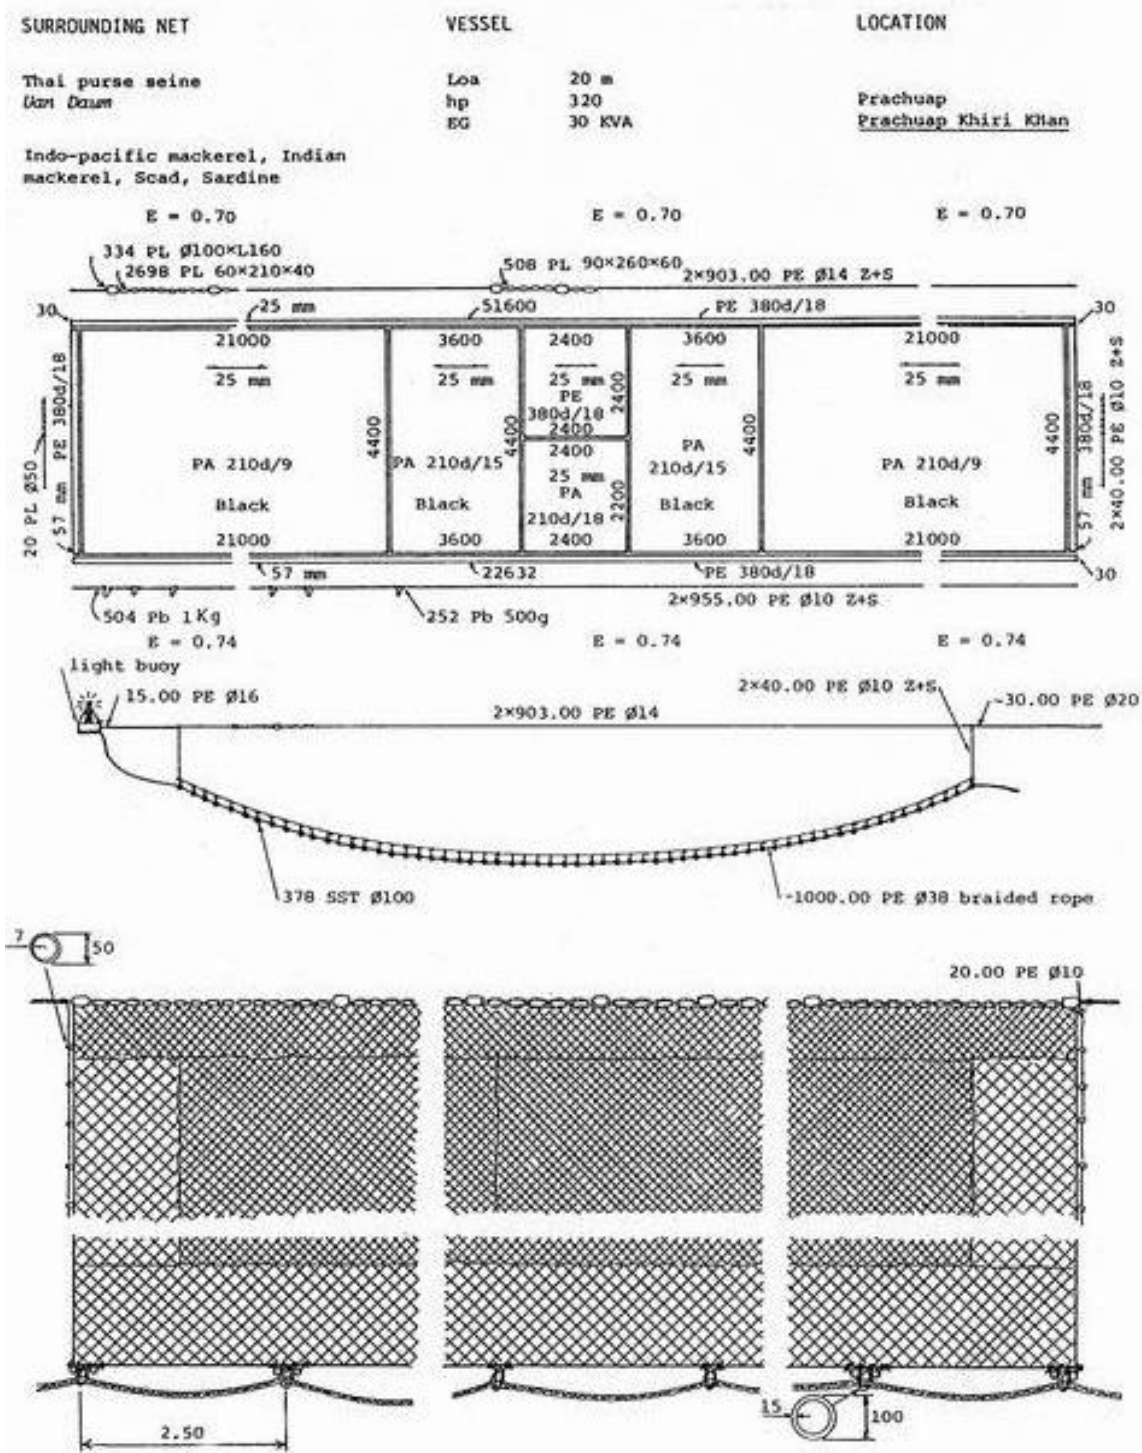 SURROUNDING NET
VESSEL
LOCATION
Thai purse seine
Uan Daum
Loa 20 m
hp 320
EG 30 KVA
Prachuap
Prachuap Khiri Khan
Indo-pacific mackerel, Indian
mackerel, Scad, Sardine
E = 0.70 E = 0.70 E = 0.70
334 PL Ø100×L160
2698 PL 60×210×40
508 PL 90×260×60
2×903.00 PE Ø14 Z+S
30 25 mm 51600 PE 380d/18 30
21000 3600 2400 3600 21000
25 mm 25 mm 25 mm 25 mm 25 mm
PE
380d/18
2400
2400
2400
25 mm
PA
210d/18
2200
2400
20 PL Ø50
57 mm PE 380d/18
4400
4400
4400
4400
57 mm 380d/18
2×40.00 PE Ø10 Z+S
PA 210d/9
Black
PA 210d/15
Black
PA
210d/15
Black
PA 210d/9
Black
21000 3600 3600 21000
57 mm 22632 PE 380d/18 30
2×955.00 PE Ø10 Z+S
504 Pb 1Kg
252 Pb 500g
E = 0.74 E = 0.74 E = 0.74
light buoy
15.00 PE Ø16
2×903.00 PE Ø14
2×40.00 PE Ø10 Z+S
~30.00 PE Ø20
378 SST Ø100
~1000.00 PE Ø38 braided rope
7
50
20.00 PE Ø10
2.50
15
100